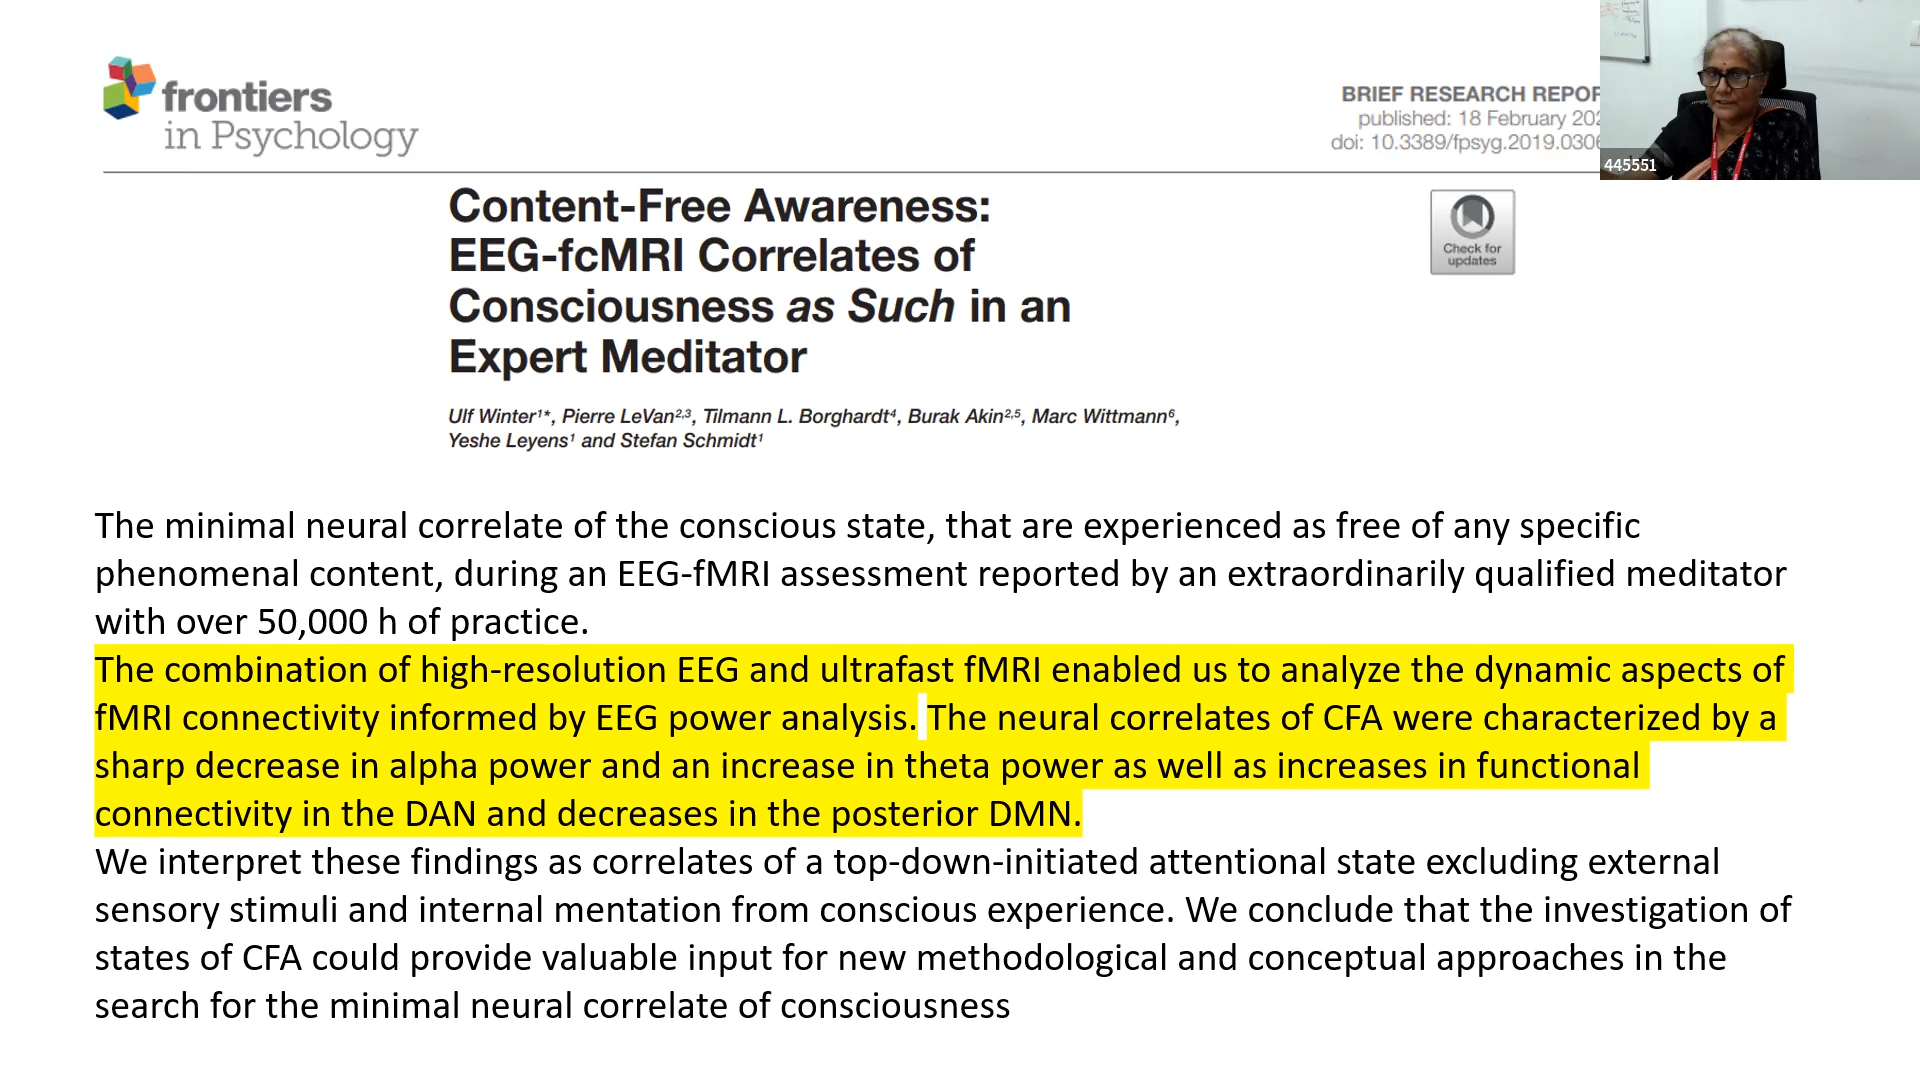 frontiers
in Psychology
BRIEF RESEARCH REPOR
published: 18 February 202
doi: 10.3389/fpsyg.2019.0306
445551
Content-Free Awareness:
EEG-fcMRI Correlates of
Consciousness as Such in an
Expert Meditator
Check for
updates
Ulf Winter¹*, Pierre LeVan²,³, Tilmann L. Borghardt⁴, Burak Akin²,⁵, Marc Wittmann⁶,
Yeshe Leyens¹ and Stefan Schmidt¹
The minimal neural correlate of the conscious state, that are experienced as free of any specific
phenomenal content, during an EEG-fMRI assessment reported by an extraordinarily qualified meditator
with over 50,000 h of practice.
The combination of high-resolution EEG and ultrafast fMRI enabled us to analyze the dynamic aspects of
fMRI connectivity informed by EEG power analysis. The neural correlates of CFA were characterized by a
sharp decrease in alpha power and an increase in theta power as well as increases in functional
connectivity in the DAN and decreases in the posterior DMN.
We interpret these findings as correlates of a top-down-initiated attentional state excluding external
sensory stimuli and internal mentation from conscious experience. We conclude that the investigation of
states of CFA could provide valuable input for new methodological and conceptual approaches in the
search for the minimal neural correlate of consciousness